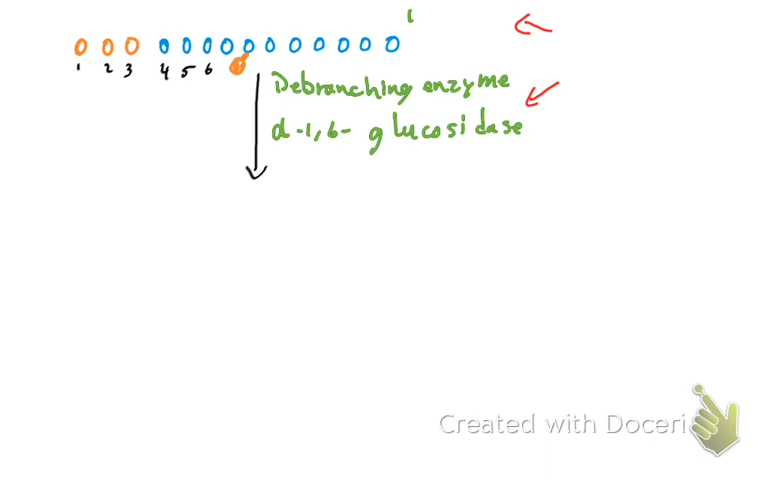 1 2 3 4 5 6
Debranching enzyme
α-1,6-glucosidase
Created with Doceri